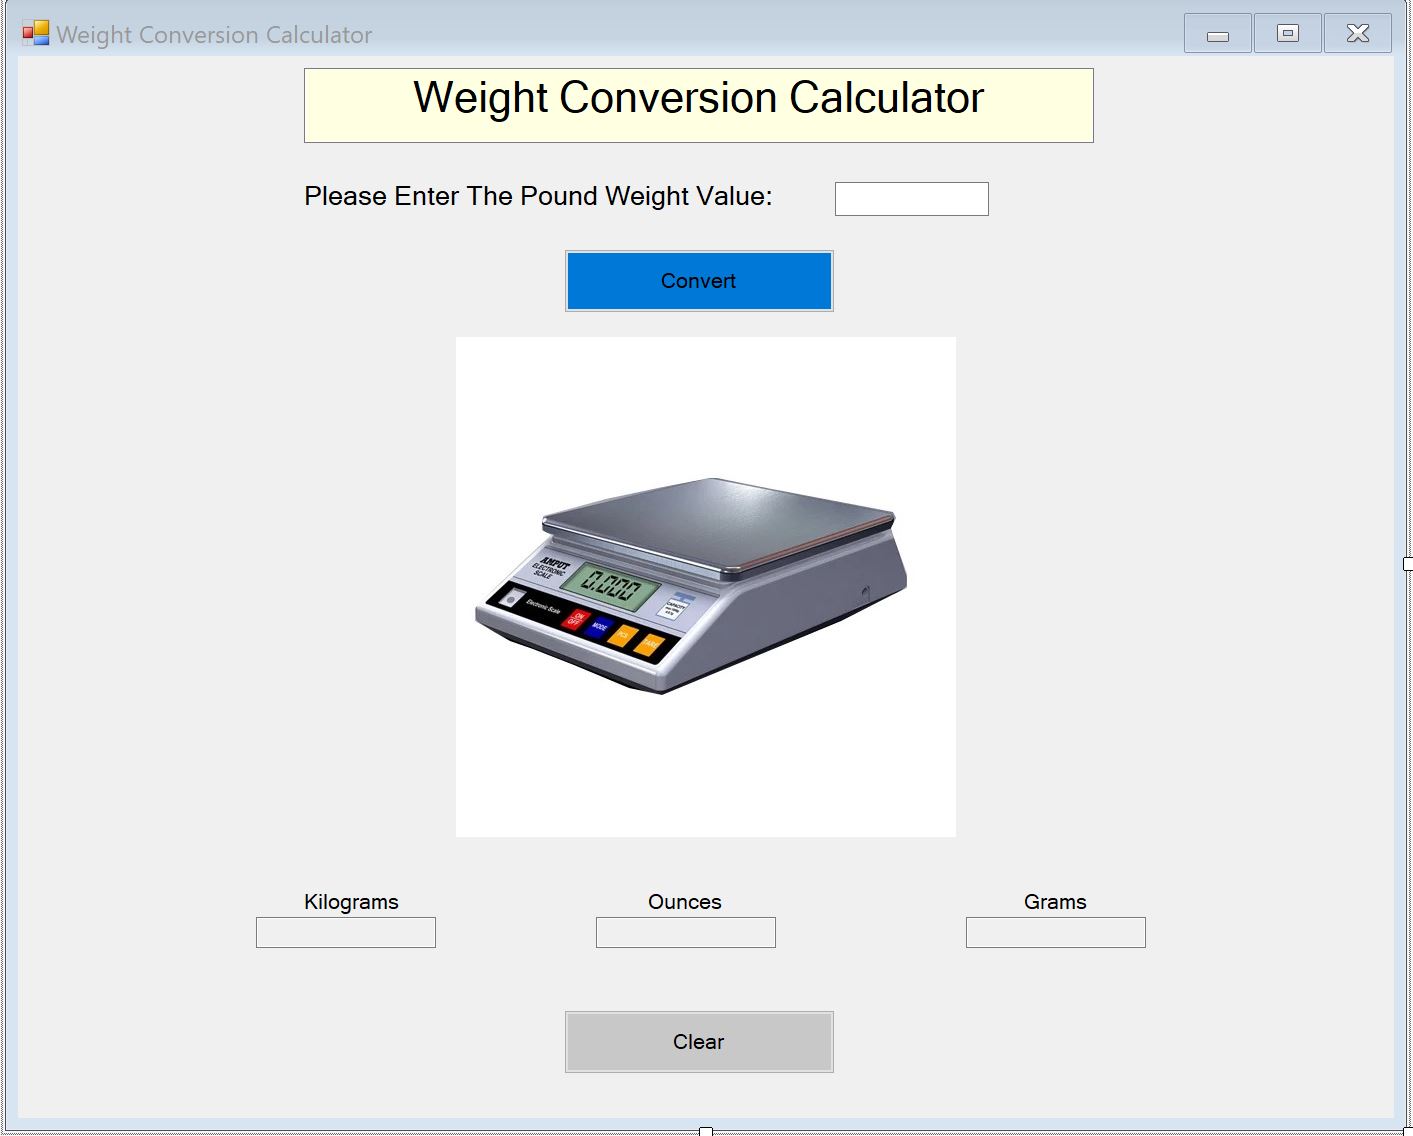 Weight Conversion Calculator
Weight Conversion Calculator
Please Enter The Pound Weight Value:
Convert
AMPUT
ELECTRONIC
SCALE
0.000
CAPACITY
Electronic Scale
ON
OFF
MODE
PCS
TARE
Kilograms
Ounces
Grams
Clear